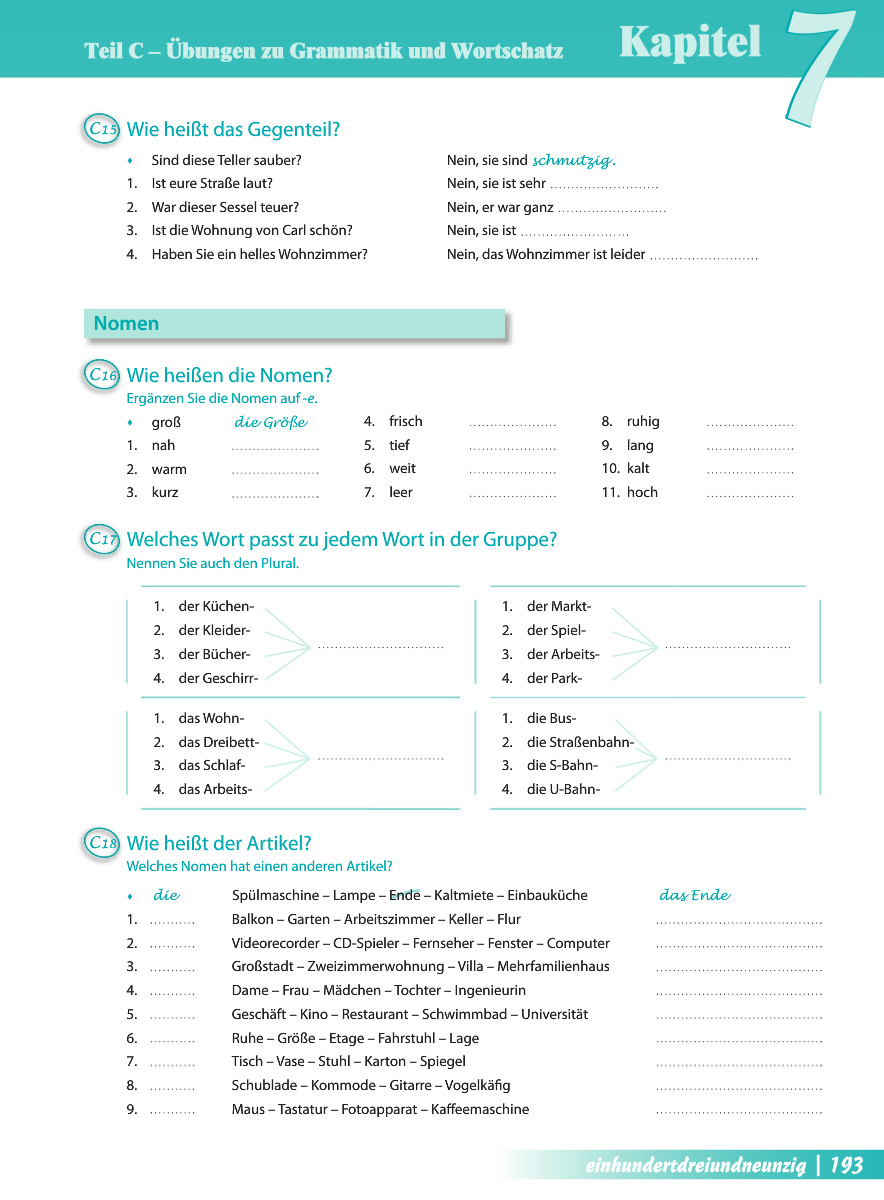 Teil C – Übungen zu Grammatik und Wortschatz Kapitel 7
C15 Wie heißt das Gegenteil?
♦ Sind diese Teller sauber? Nein, sie sind schmutzig.
1. Ist eure Straße laut? Nein, sie ist sehr ..........................
2. War dieser Sessel teuer? Nein, er war ganz ..........................
3. Ist die Wohnung von Carl schön? Nein, sie ist ..........................
4. Haben Sie ein helles Wohnzimmer? Nein, das Wohnzimmer ist leider ..........................
Nomen
C16 Wie heißen die Nomen?
Ergänzen Sie die Nomen auf -e.
♦ groß die Größe 4. frisch ..................... 8. ruhig .....................
1. nah ..................... 5. tief ..................... 9. lang .....................
2. warm ..................... 6. weit ..................... 10. kalt .....................
3. kurz ..................... 7. leer ..................... 11. hoch .....................
C17 Welches Wort passt zu jedem Wort in der Gruppe?
Nennen Sie auch den Plural.
1. der Küchen-
2. der Kleider-
3. der Bücher-
4. der Geschirr-
..............................
1. der Markt-
2. der Spiel-
3. der Arbeits-
4. der Park-
..............................
1. das Wohn-
2. das Dreibett-
3. das Schlaf-
4. das Arbeits-
..............................
1. die Bus-
2. die Straßenbahn-
3. die S-Bahn-
4. die U-Bahn-
..............................
C18 Wie heißt der Artikel?
Welches Nomen hat einen anderen Artikel?
♦ die Spülmaschine – Lampe – Ende – Kaltmiete – Einbauküche das Ende
1. ........... Balkon – Garten – Arbeitszimmer – Keller – Flur ........................................
2. ........... Videorecorder – CD-Spieler – Fernseher – Fenster – Computer ........................................
3. ........... Großstadt – Zweizimmerwohnung – Villa – Mehrfamilienhaus ........................................
4. ........... Dame – Frau – Mädchen – Tochter – Ingenieurin ........................................
5. ........... Geschäft – Kino – Restaurant – Schwimmbad – Universität ........................................
6. ........... Ruhe – Größe – Etage – Fahrstuhl – Lage ........................................
7. ........... Tisch – Vase – Stuhl – Karton – Spiegel ........................................
8. ........... Schublade – Kommode – Gitarre – Vogelkäfig ........................................
9. ........... Maus – Tastatur – Fotoapparat – Kaffeemaschine ........................................
einhundertdreiundneunzig | 193